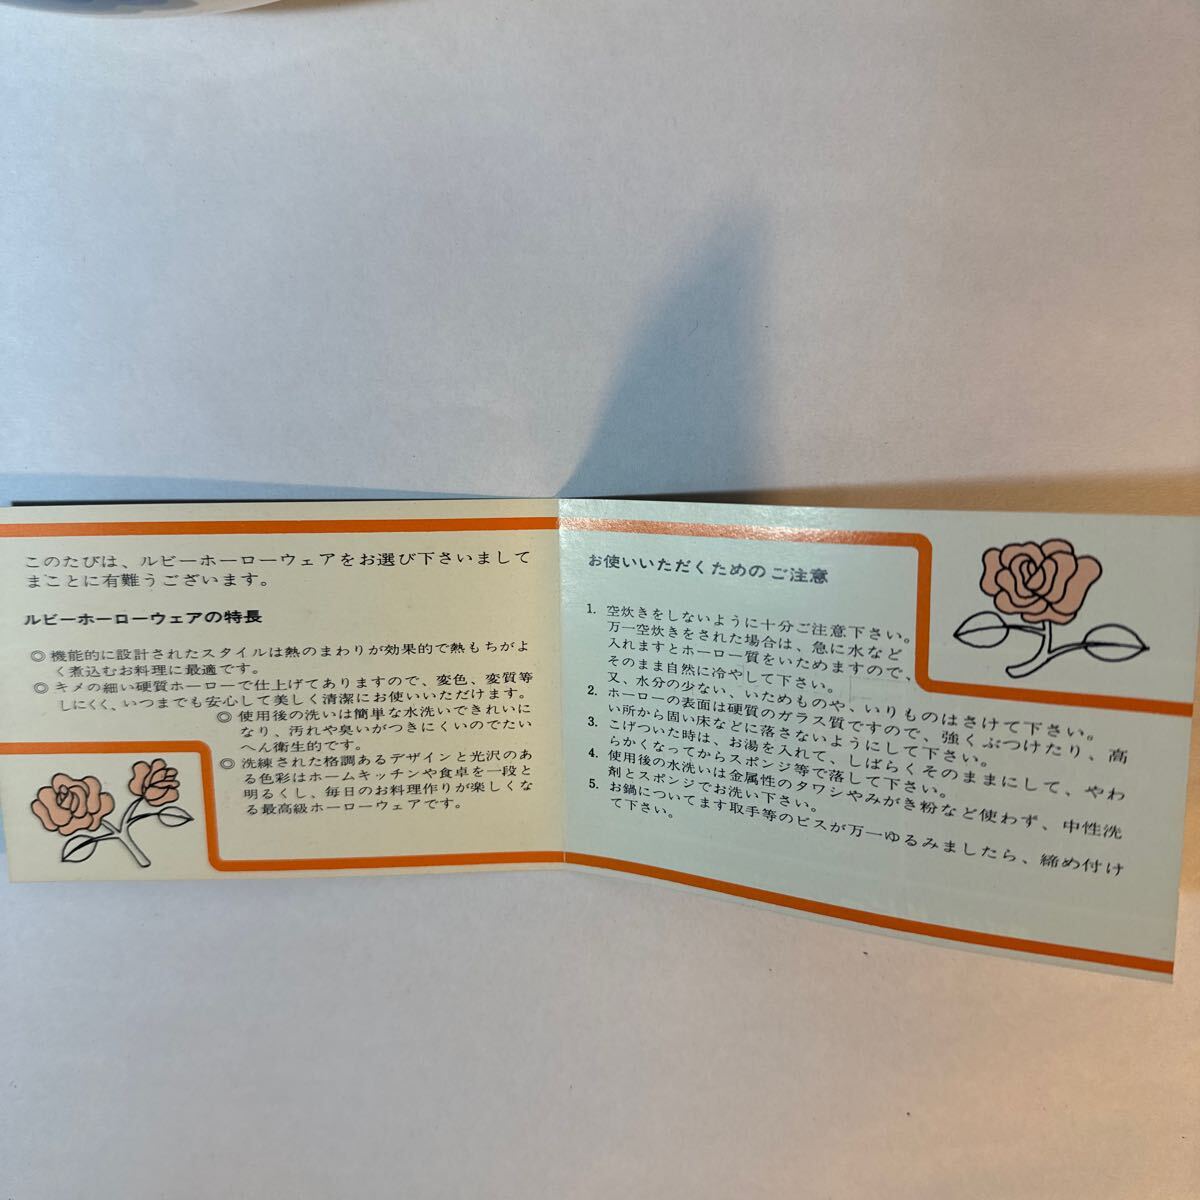 このたびは、ルビーホーローウェアをお選び下さいまして
まことに有難うございます。
ルビーホーローウェアの特長
◎ 機能的に設計されたスタイルは熱のまわりが効果的で熱もちがよ
く煮込むお料理に最適です。
◎ キメの細い硬質ホーローで仕上げてありますので、変色、変質等
しにくく、いつまでも安心して美しく清潔にお使いいただけます。
◎ 使用後の洗いは簡単な水洗いできれいに
なり、汚れや臭いがつきにくいのでたい
へん衛生的です。
◎ 洗練された格調あるデザインと光沢のあ
る色彩はホームキッチンや食卓を一段と
明るくし、毎日のお料理作りが楽しくな
る最高級ホーローウェアです。
お使いいただくためのご注意
1. 空炊きをしないように十分ご注意下さい。
万一空炊きをされた場合は、急に水など
入れますとホーロー質をいためますので、
そのまま自然に冷やして下さい。
又、水分の少ない、いためものや、いりものはさけて下さい。
2. ホーローの表面は硬質のガラス質ですので、強くぶつけたり、高
い所から固い床などに落さないようにして下さい。
3. こげついた時は、お湯を入れて、しばらくそのままにして、やわ
らかくなってからスポンジ等で落して下さい。
4. 使用後の水洗いは金属性のタワシやみがき粉など使わず、中性洗
剤とスポンジでお洗い下さい。
5. お鍋についてます取手等のビスが万一ゆるみましたら、締め付け
て下さい。